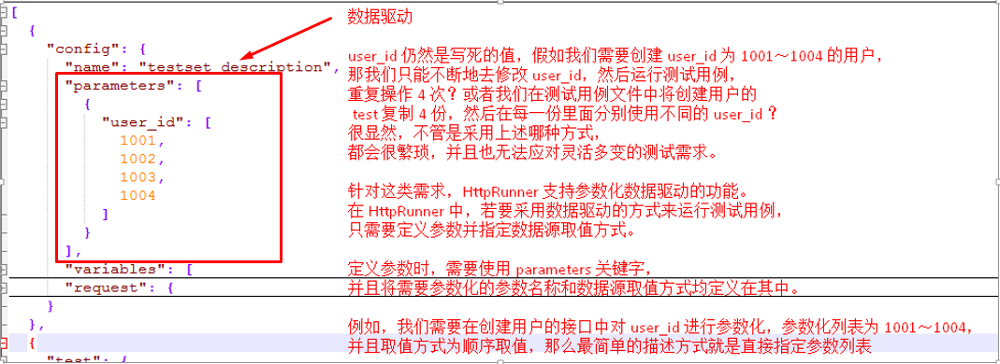 [
{
"config": {
"name": "testset description",
"parameters": [
{
"user_id": [
1001,
1002,
1003,
1004
]
}
],
"variables": [
"request": {
}
},
{
"test": {
数据驱动
user_id 仍然是写死的值，假如我们需要创建 user_id 为 1001～1004 的用户，
那我们只能不断地去修改 user_id，然后运行测试用例，
重复操作 4 次？或者我们在测试用例文件中将创建用户的
test 复制 4 份，然后在每一份里面分别使用不同的 user_id ？
很显然，不管是采用上述哪种方式，
都会很繁琐，并且也无法应对灵活多变的测试需求。
针对这类需求，HttpRunner 支持参数化数据驱动的功能。
在 HttpRunner 中，若要采用数据驱动的方式来运行测试用例，
只需要定义参数并指定数据源取值方式。
定义参数时，需要使用 parameters 关键字，
并且将需要参数化的参数名称和数据源取值方式均定义在其中。
例如，我们需要在创建用户的接口中对 user_id 进行参数化，参数化列表为 1001～1004，
并且取值方式为顺序取值，那么最简单的描述方式就是直接指定参数列表